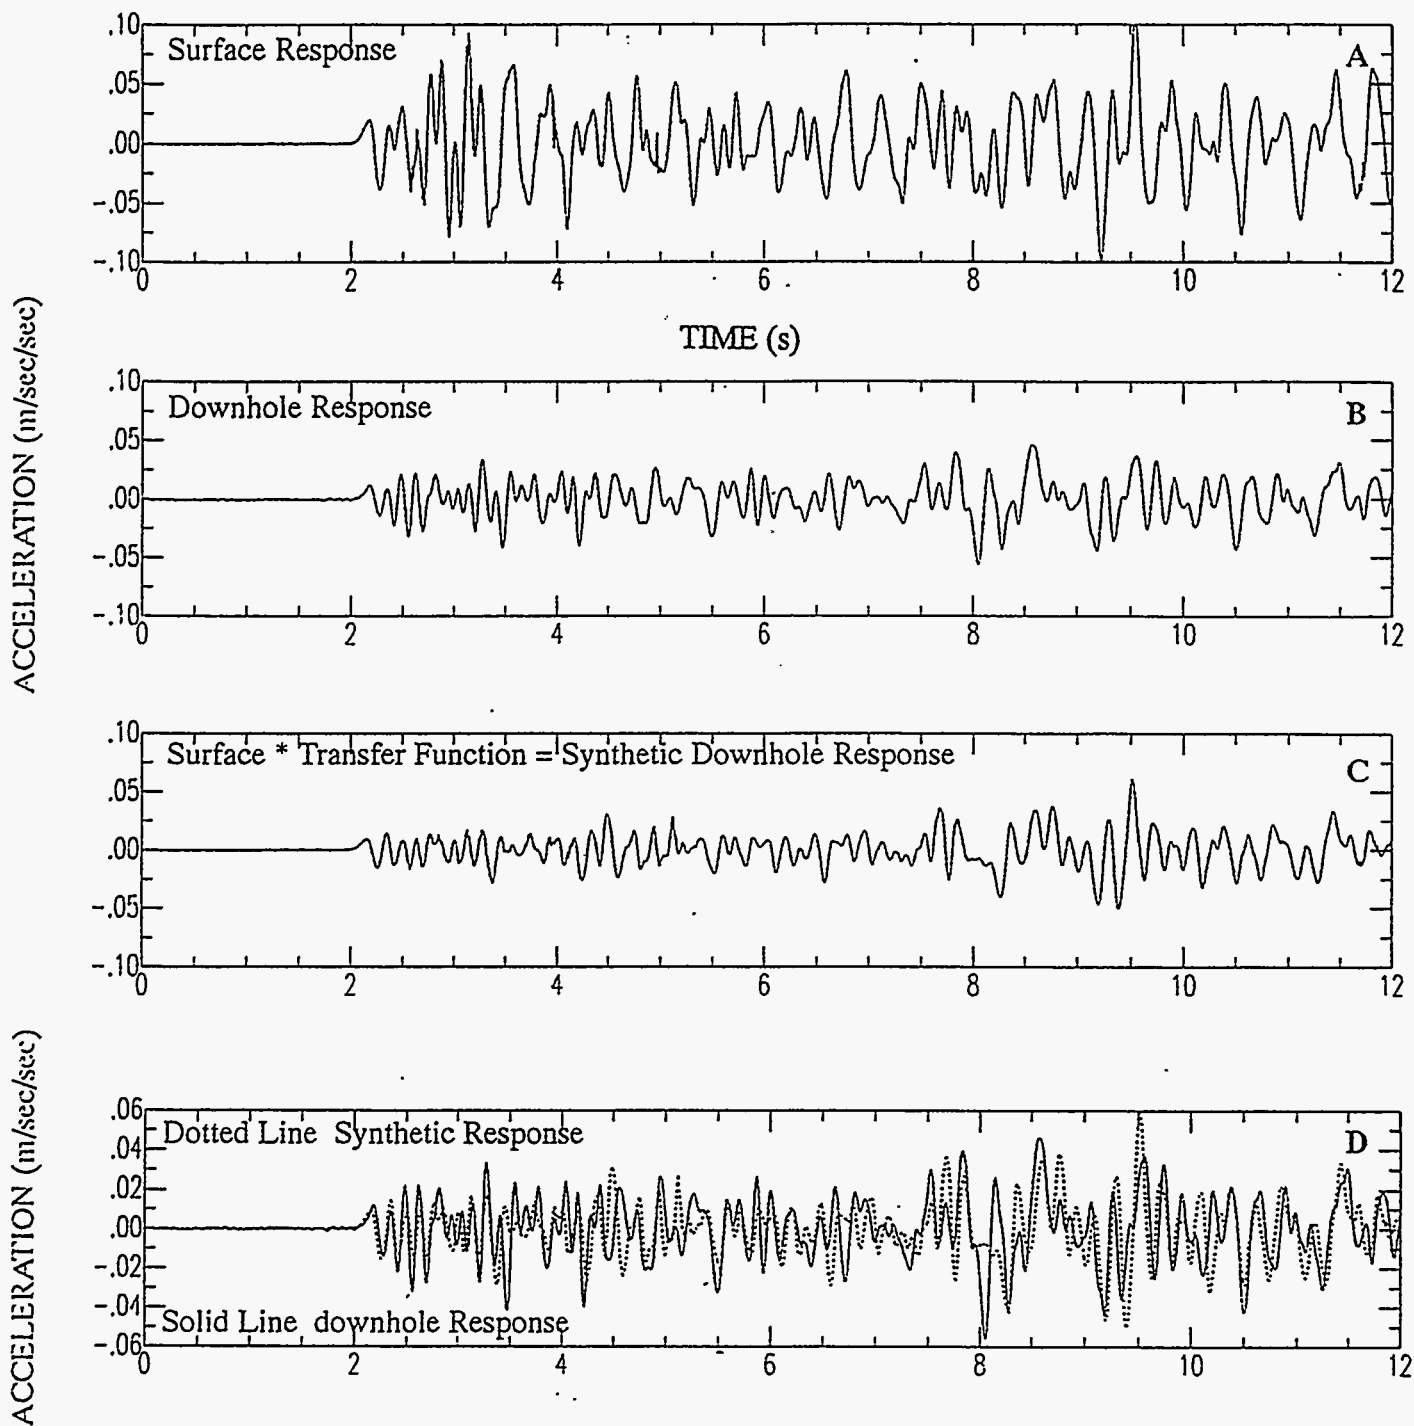 Surface Response
A
.10
.05
.00
-.05
-.10
0 2 4 6 8 10 12
TIME (s)
ACCELERATION (m/sec/sec)
Downhole Response
B
.10
.05
.00
-.05
-.10
0 2 4 6 8 10 12
Surface * Transfer Function = Synthetic Downhole Response
C
.10
.05
.00
-.05
-.10
0 2 4 6 8 10 12
ACCELERATION (m/sec/sec)
Dotted Line Synthetic Response
D
.06
.04
.02
.00
-.02
-.04
-.06
Solid Line downhole Response
0 2 4 6 8 10 12